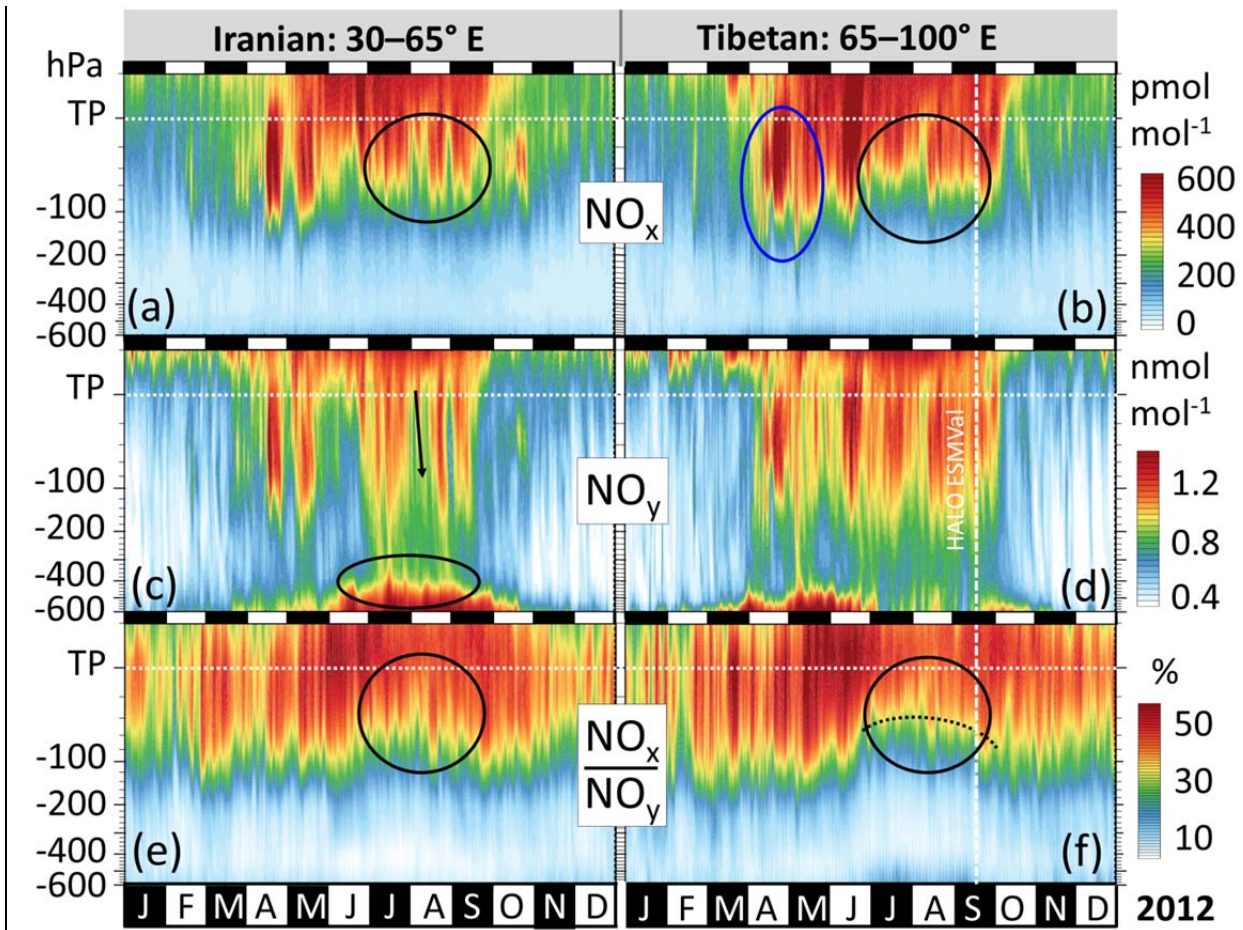 Iranian: 30–65° E
Tibetan: 65–100° E
hPa
TP
-100
-200
-400
-600
(a)
NOx
(b)
pmol
mol-1
600
400
200
0
TP
-100
-200
-400
-600
(c)
NOy
HALO ESMVal
(d)
nmol
mol-1
1.2
0.8
0.4
TP
-100
-200
-400
-600
(e)
NOx
NOy
(f)
%
50
30
10
J F M A M J J A S O N D
J F M A M J J A S O N D
2012